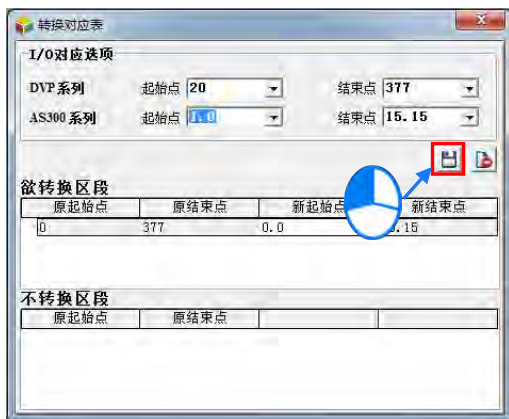 转换对应表
I/O对应选项
DVP系列 起始点 20 结束点 377
AS300系列 起始点 1.0 结束点 15.15
欲转换区段
原起始点 原结束点 新起始点 新结束点
0 377 0.0 .15
不转换区段
原起始点 原结束点